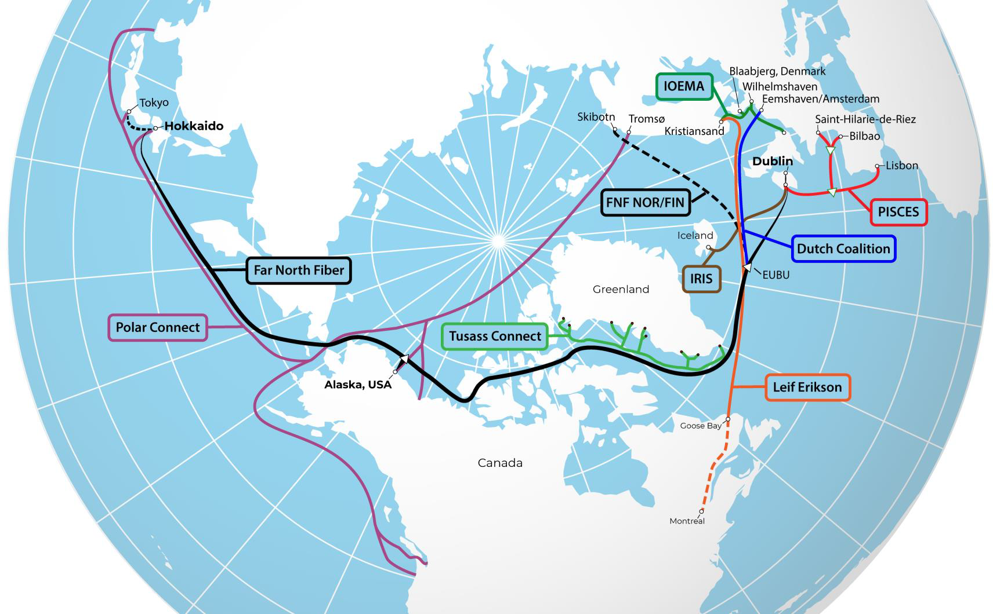 Blaabjerg, Denmark
IOEMA
Wilhelmshaven
Eemshaven/Amsterdam
Tokyo
Skibotn
Tromsø
Saint-Hilarie-de-Riez
Hokkaido
Kristiansand
Bilbao
Dublin
Lisbon
FNF NOR/FIN
PISCES
Iceland
Dutch Coalition
Far North Fiber
EUBU
IRIS
Greenland
Polar Connect
Tusass Connect
Alaska, USA
Leif Erikson
Goose Bay
Canada
Montreal